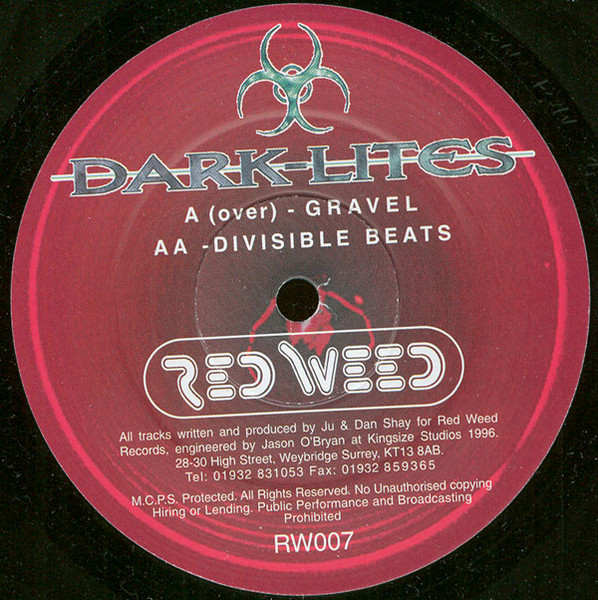 DARK-LITES
A (over) - GRAVEL
AA -DIVISIBLE BEATS
RED WEED
All tracks written and produced by Ju & Dan Shay for Red Weed
Records, engineered by Jason O'Bryan at Kingsize Studios 1996.
28-30 High Street, Weybridge Surrey, KT13 8AB.
Tel: 01932 831053 Fax: 01932 859365
M.C.P.S. Protected. All Rights Reserved. No Unauthorised copying
Hiring or Lending. Public Performance and Broadcasting
Prohibited
RW007